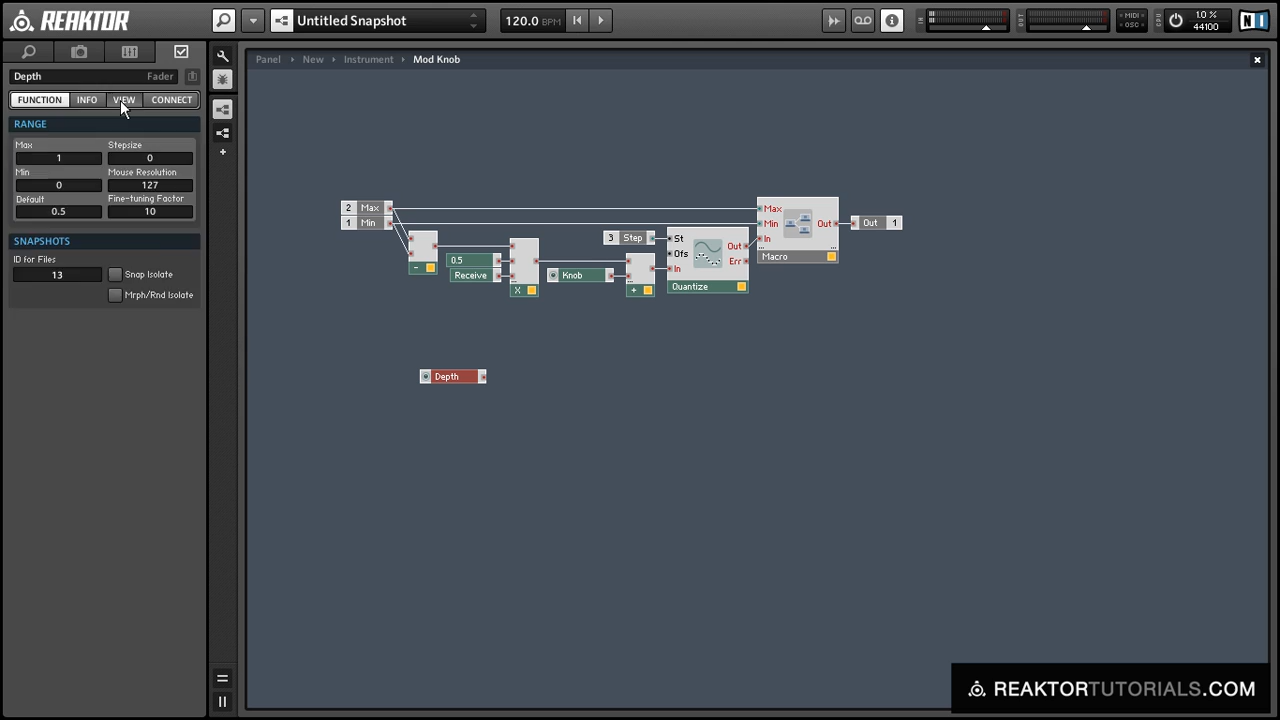 REAKTOR
Untitled Snapshot
120.0 BPM
IN
OUT
MIDI
OSC
CPU
1.0 %
44100
NI
Depth
Fader
FUNCTION
INFO
VIEW
CONNECT
RANGE
Max
Stepsize
1
0
Min
Mouse Resolution
0
127
Default
Fine-tuning Factor
0.5
10
SNAPSHOTS
ID for Files
13
Snap Isolate
Mrph/Rnd Isolate
Panel
New
Instrument
Mod Knob
2 Max
1 Min
-
0.5
Receive
X
Knob
+
3 Step
St
Ofs
In
Out
Err
Quantize
Max
Min
In
Out
Macro
Out 1
Depth
REAKTORTUTORIALS.COM